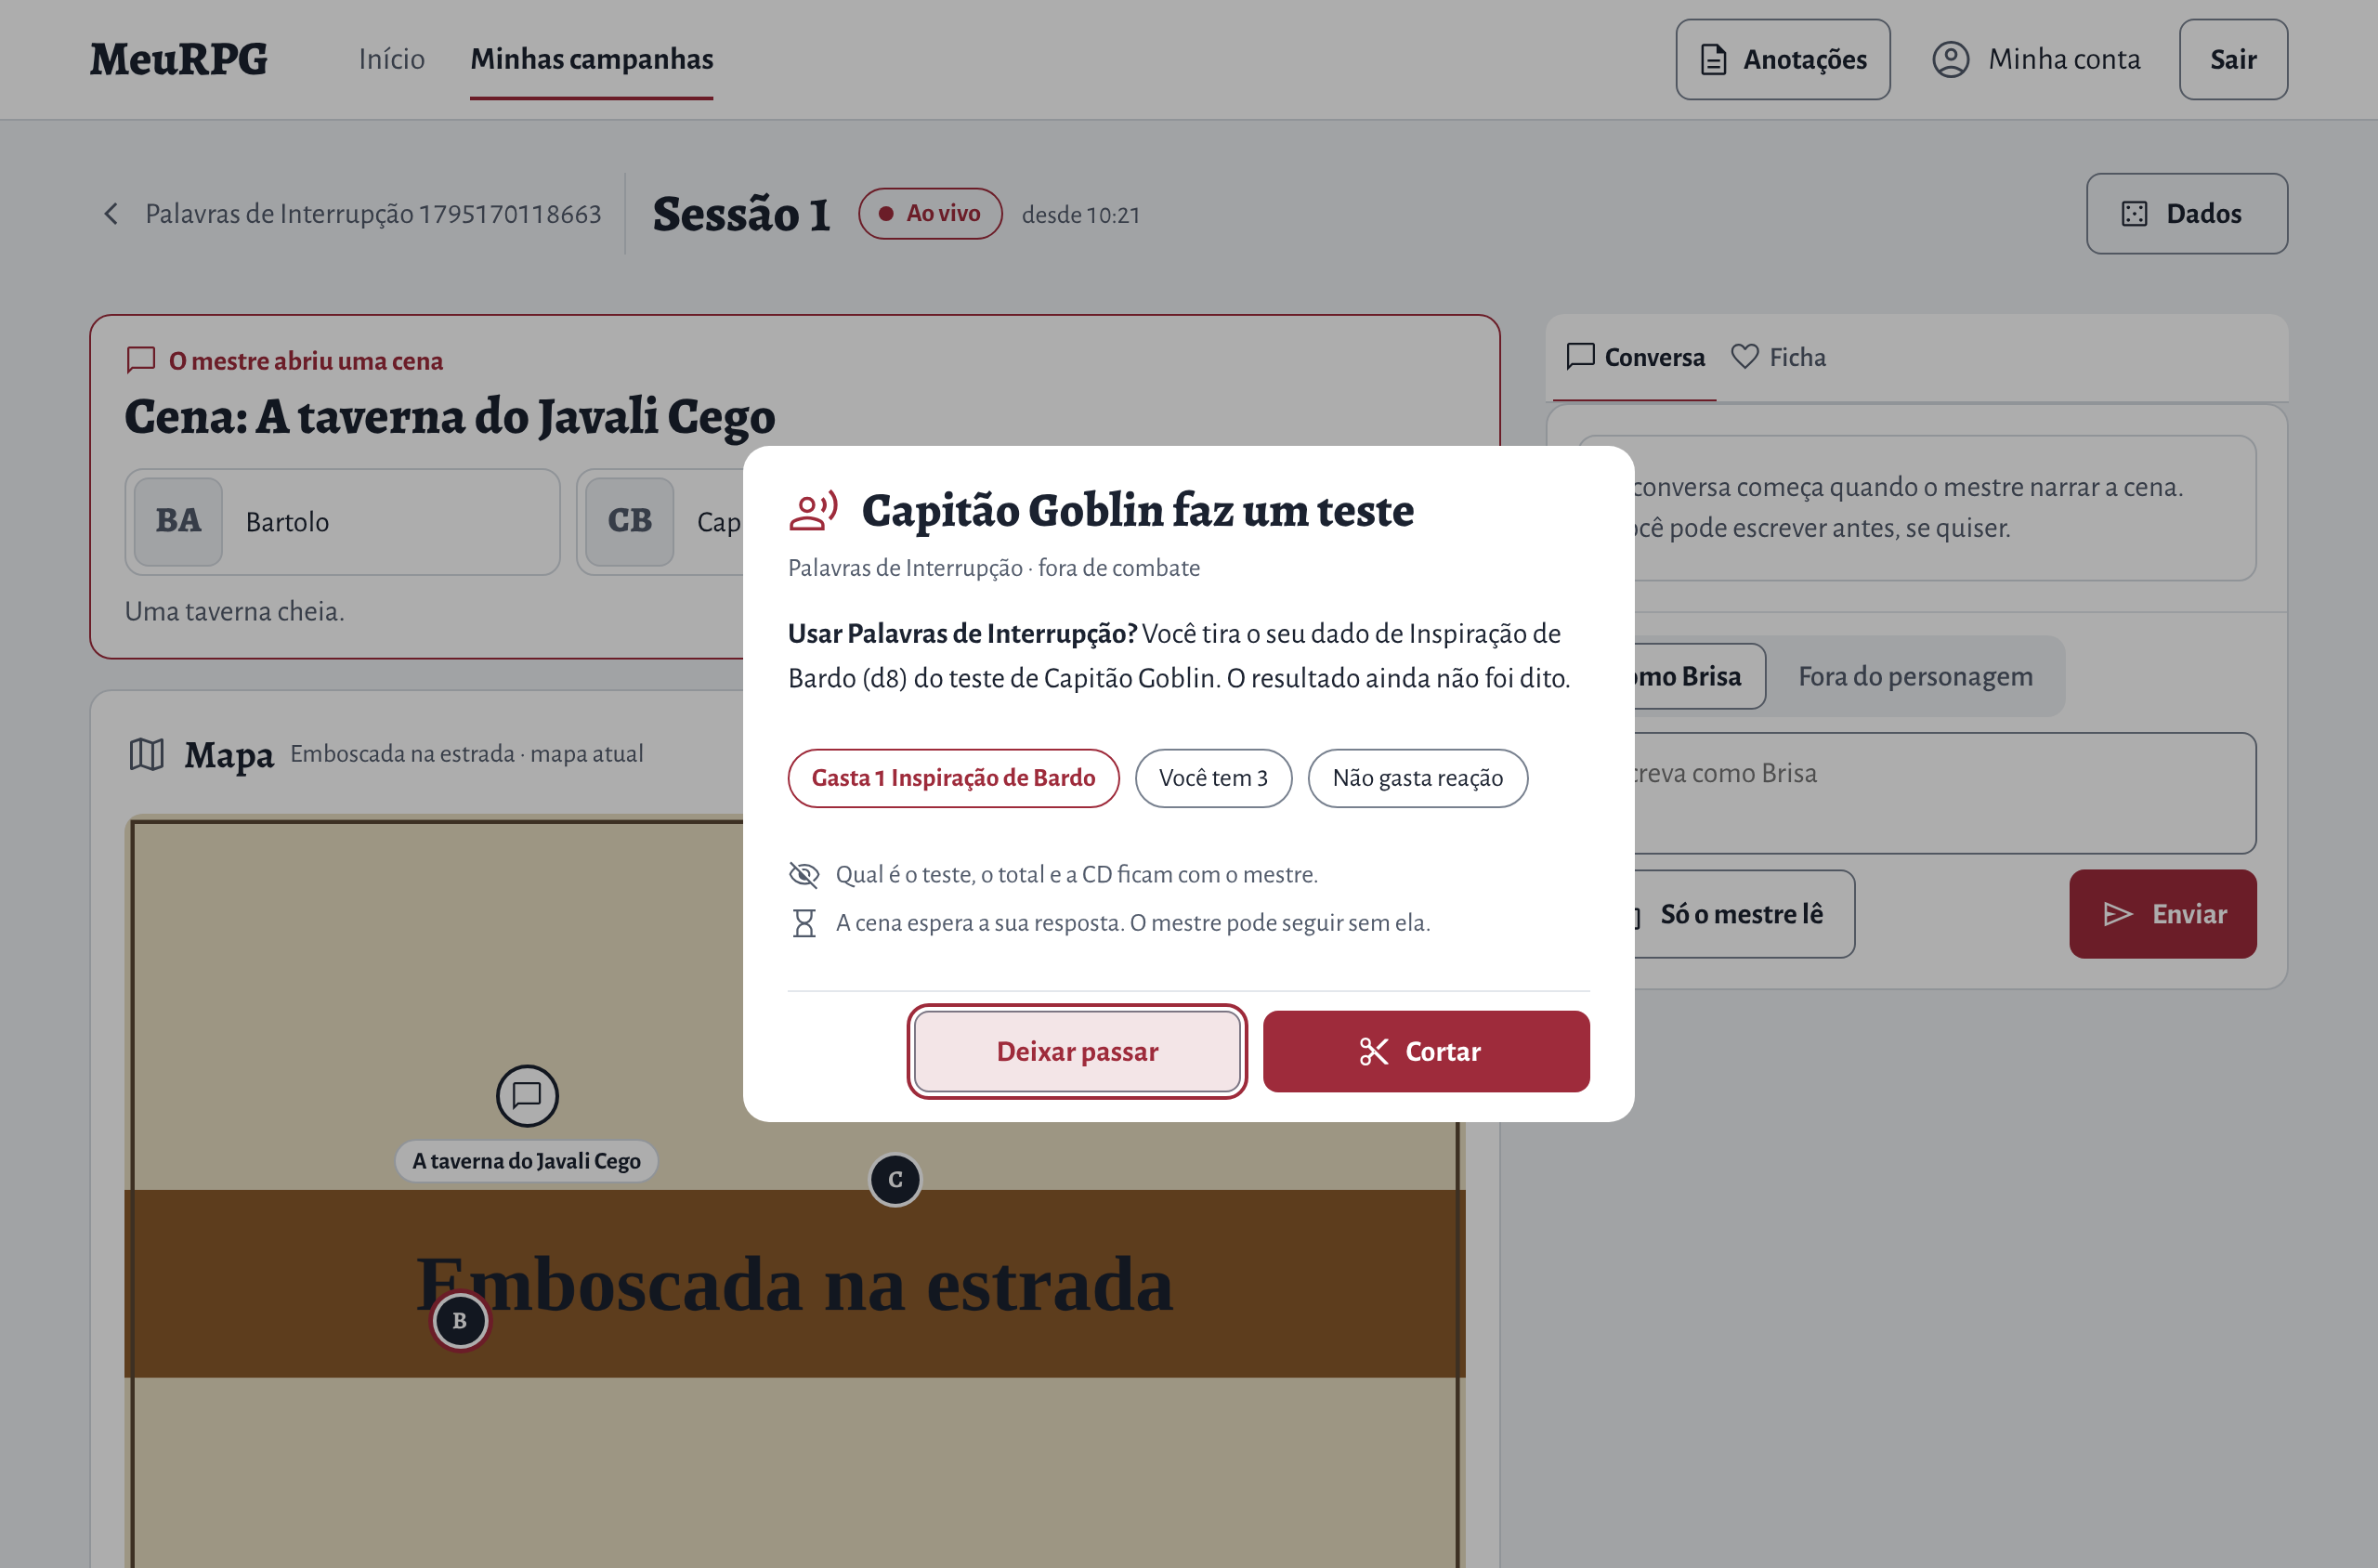 MeuRPG
Início
Minhas campanhas
Anotações
Minha conta
Sair
Palavras de Interrupção 1795170118663
Sessão 1
Ao vivo
desde 10:21
Dados
O mestre abriu uma cena
Cena: A taverna do Javali Cego
BA
Bartolo
CB
Cap
Uma taverna cheia.
Conversa
Ficha
conversa começa quando o mestre narrar a cena.
ocê pode escrever antes, se quiser.
omo Brisa
Fora do personagem
creva como Brisa
Só o mestre lê
Enviar
Mapa
Emboscada na estrada · mapa atual
A taverna do Javali Cego
C
Emboscada na estrada
B
Capitão Goblin faz um teste
Palavras de Interrupção · fora de combate
Usar Palavras de Interrupção? Você tira o seu dado de Inspiração de
Bardo (d8) do teste de Capitão Goblin. O resultado ainda não foi dito.
Gasta 1 Inspiração de Bardo
Você tem 3
Não gasta reação
Qual é o teste, o total e a CD ficam com o mestre.
A cena espera a sua resposta. O mestre pode seguir sem ela.
Deixar passar
Cortar